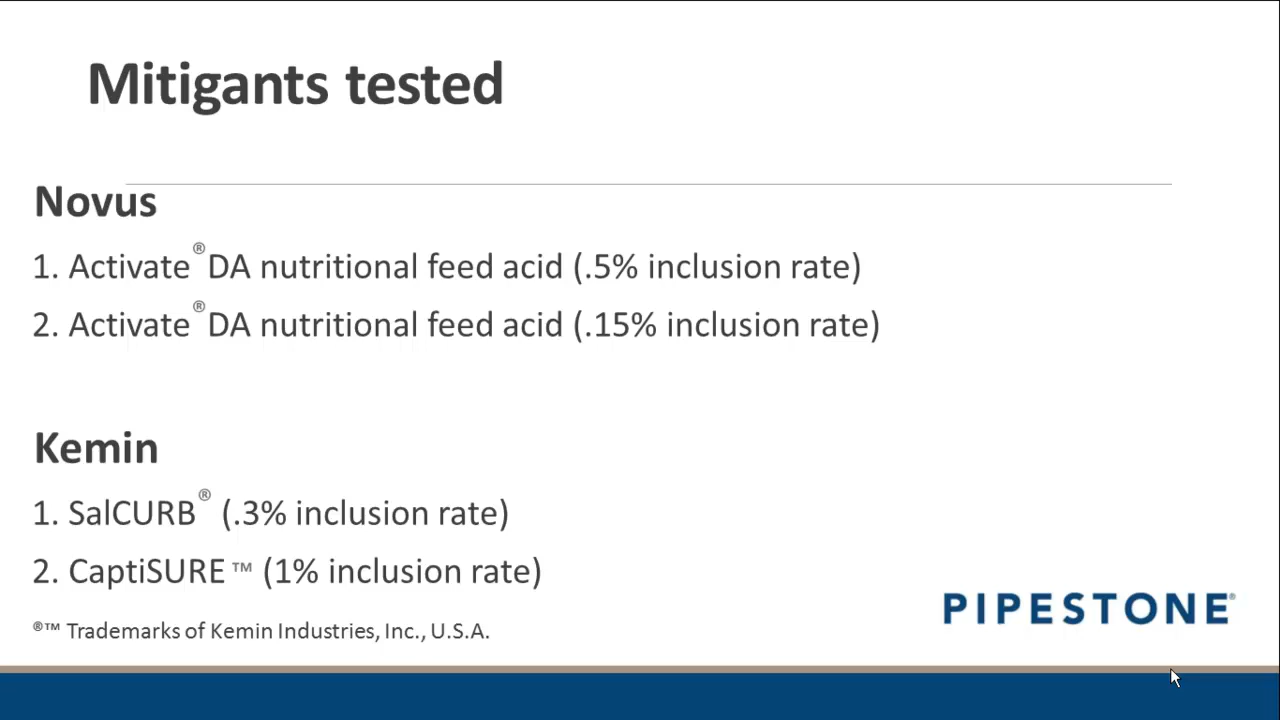 Mitigants tested
Novus
1. Activate® DA nutritional feed acid (.5% inclusion rate)
2. Activate® DA nutritional feed acid (.15% inclusion rate)
Kemin
1. SalCURB® (.3% inclusion rate)
2. CaptiSURE™ (1% inclusion rate)
®™ Trademarks of Kemin Industries, Inc., U.S.A.
PIPESTONE®